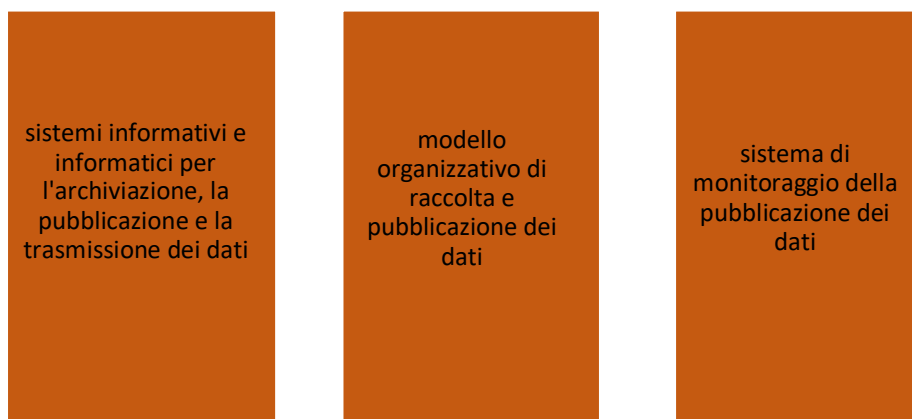 sistemi informativi e
informatici per
l'archiviazione, la
pubblicazione e la
trasmissione dei dati
modello
organizzativo di
raccolta e
pubblicazione dei
dati
sistema di
monitoraggio della
pubblicazione dei
dati